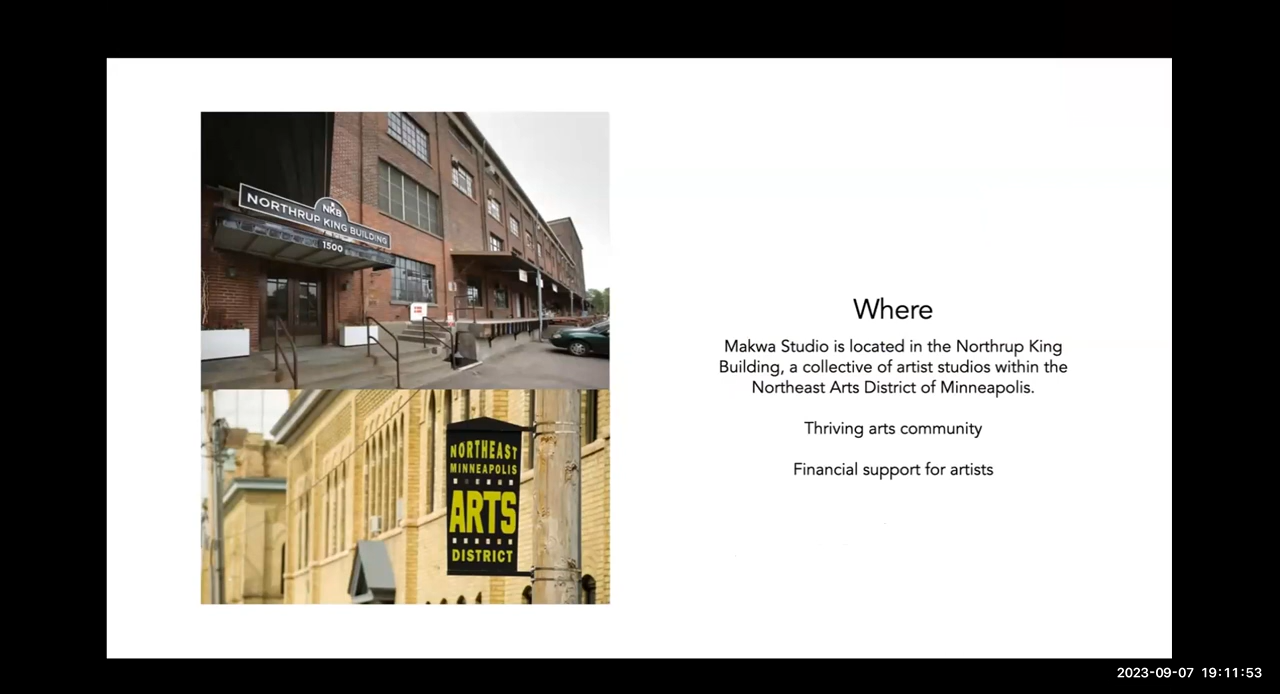 NKB
NORTHRUP KING BUILDING
1500
NORTHEAST
MINNEAPOLIS
ARTS
DISTRICT
Where
Makwa Studio is located in the Northrup King
Building, a collective of artist studios within the
Northeast Arts District of Minneapolis.
Thriving arts community
Financial support for artists
2023-09-07 19:11:53